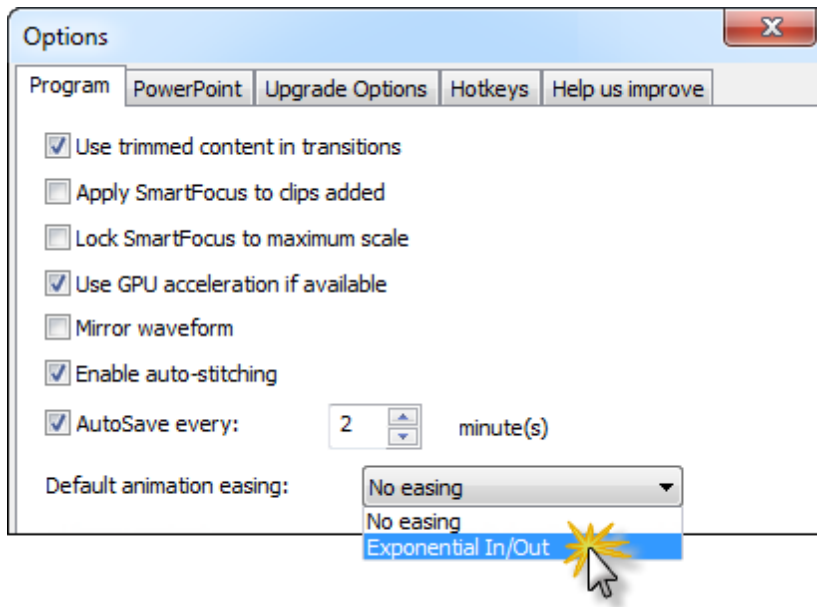 Options
Program PowerPoint Upgrade Options Hotkeys Help us improve
Use trimmed content in transitions
Apply SmartFocus to clips added
Lock SmartFocus to maximum scale
Use GPU acceleration if available
Mirror waveform
Enable auto-stitching
AutoSave every: 2 minute(s)
Default animation easing: No easing
No easing
Exponential In/Out